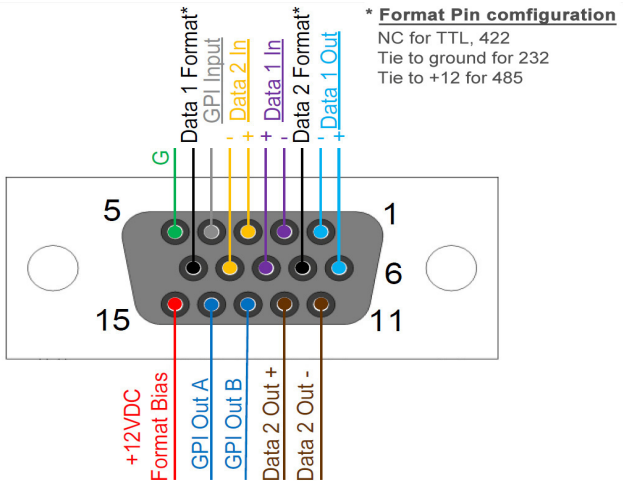 * Format Pin comfiguration
NC for TTL, 422
Tie to ground for 232
Tie to +12 for 485
G
Data 1 Format*
GPI Input
- Data 2 In +
+ Data 1 In -
Data 2 Format*
- Data 1 Out +
5
1
6
15
11
+12VDC
Format Bias
GPI Out A
GPI Out B
Data 2 Out +
Data 2 Out -